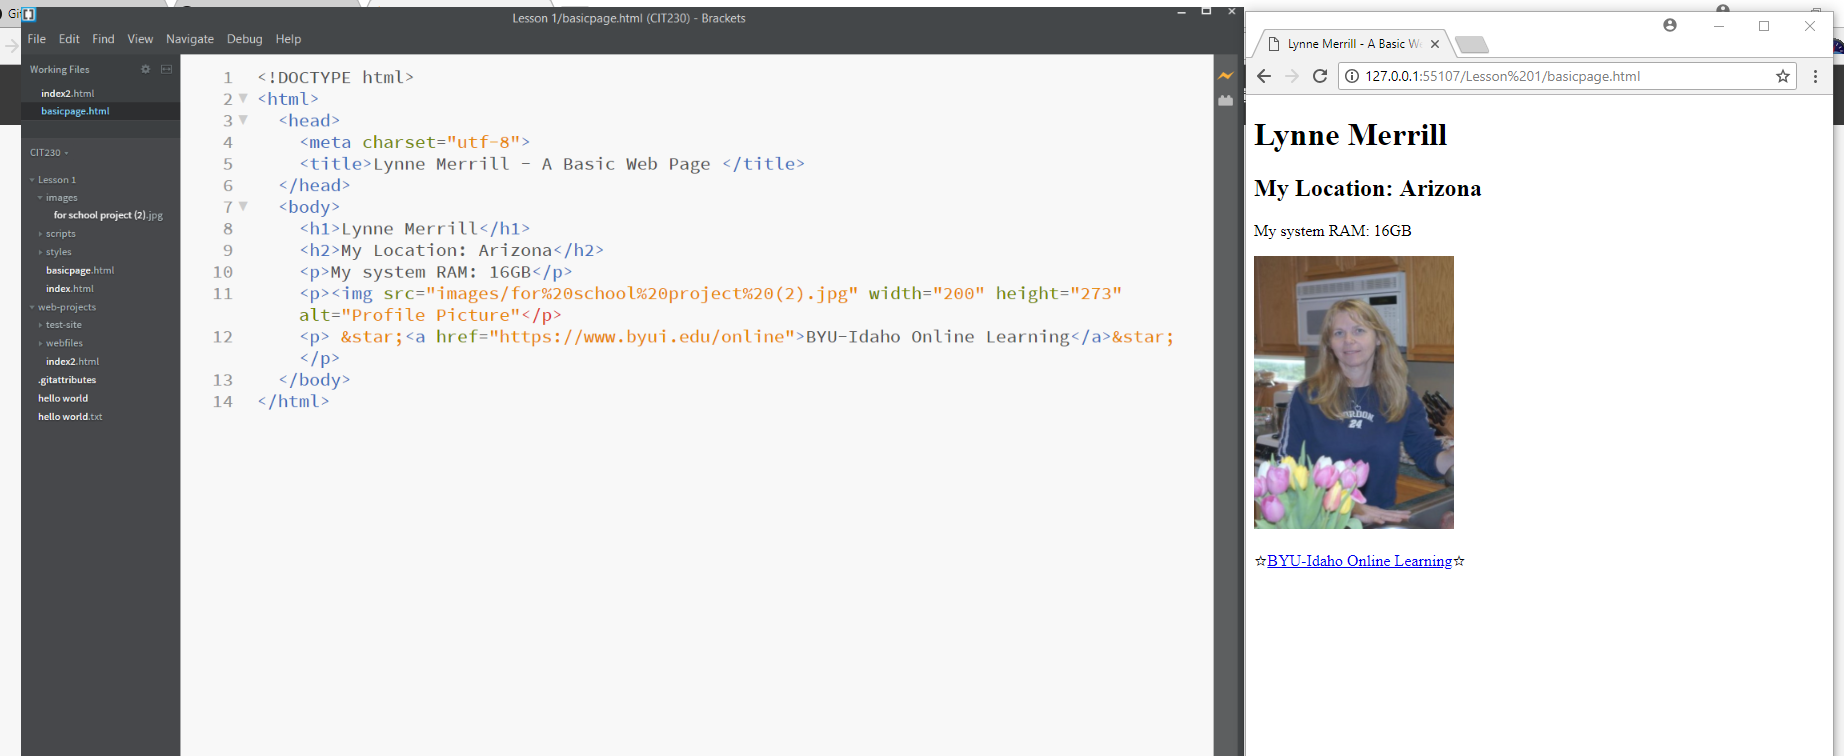 Gi
Lesson 1/basicpage.html (CIT230) - Brackets
File Edit Find View Navigate Debug Help
Working Files
index2.html
basicpage.html
CIT230
Lesson 1
images
for school project (2).jpg
scripts
styles
basicpage.html
index.html
web-projects
test-site
webfiles
index2.html
.gitattributes
hello world
hello world.txt
1 <!DOCTYPE html>
2 <html>
3 <head>
4 <meta charset="utf-8">
5 <title>Lynne Merrill - A Basic Web Page </title>
6 </head>
7 <body>
8 <h1>Lynne Merrill</h1>
9 <h2>My Location: Arizona</h2>
10 <p>My system RAM: 16GB</p>
11 <p><img src="images/for%20school%20project%20(2).jpg" width="200" height="273"
alt="Profile Picture"</p>
12 <p> &star;<a href="https://www.byui.edu/online">BYU-Idaho Online Learning</a>&star;
</p>
13 </body>
14 </html>
Lynne Merrill - A Basic W
127.0.0.1:55107/Lesson%201/basicpage.html
Lynne Merrill
My Location: Arizona
My system RAM: 16GB
24
☆BYU-Idaho Online Learning☆